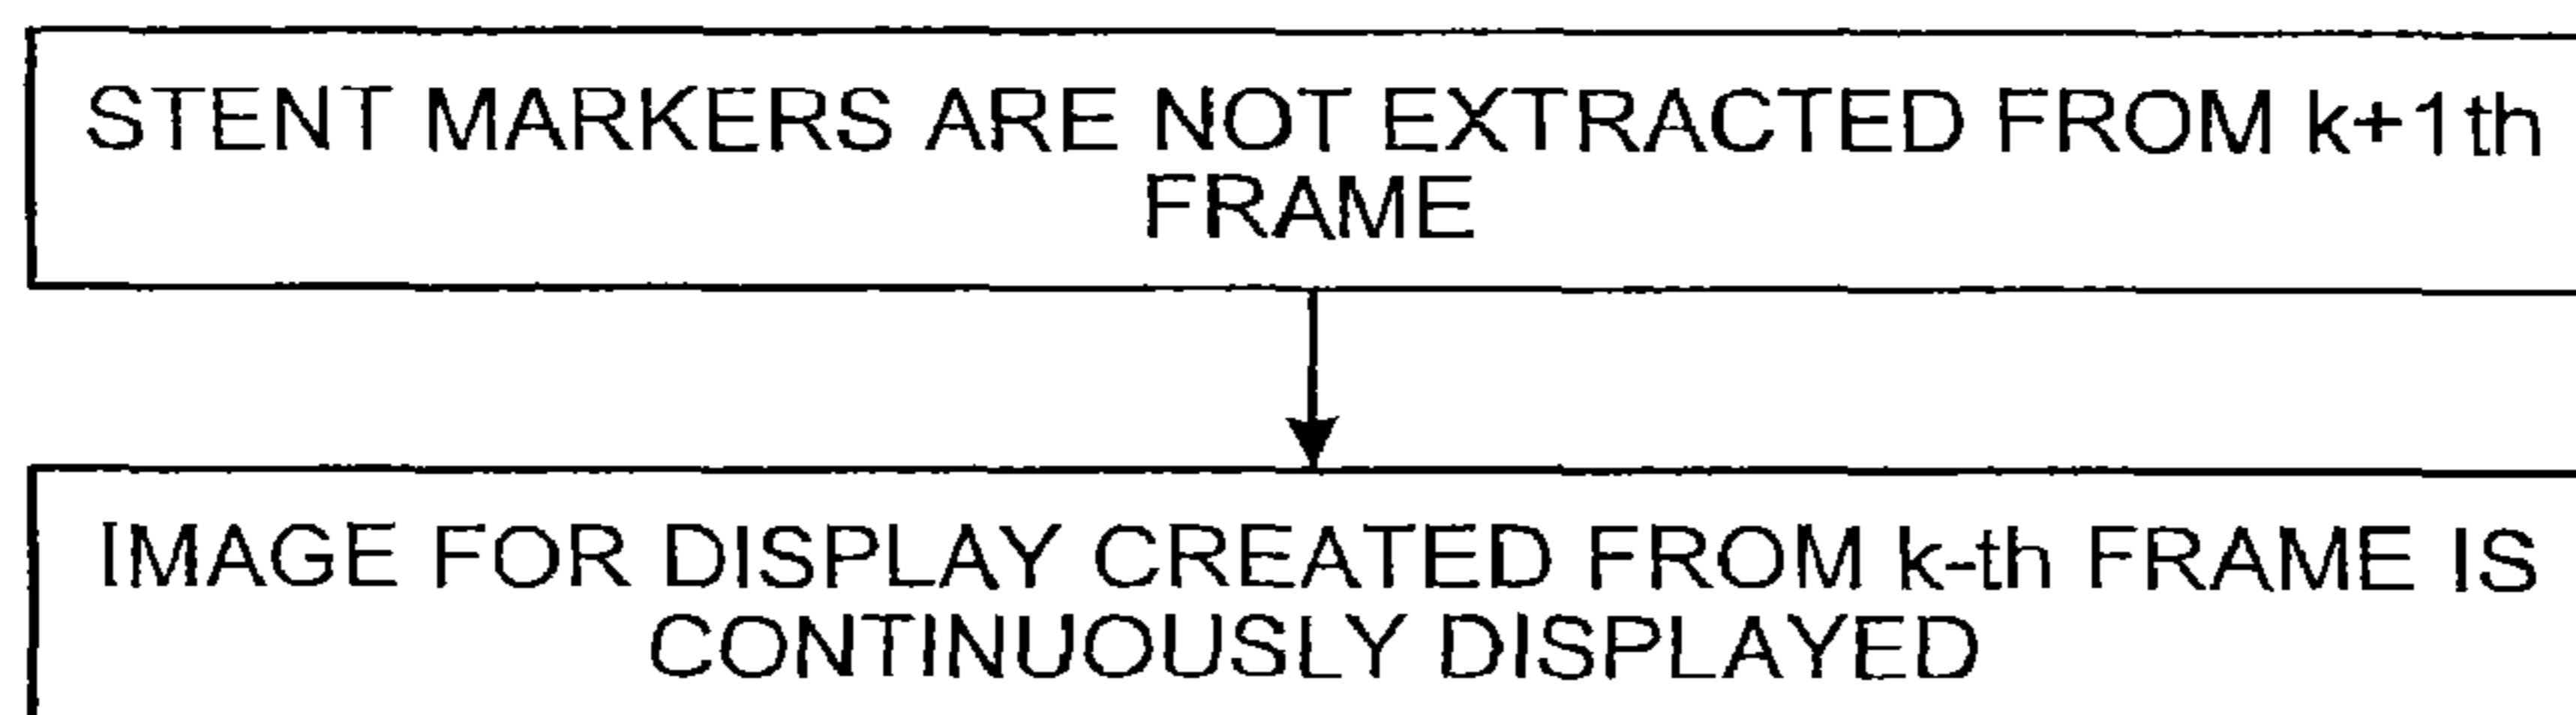 STENT MARKERS ARE NOT EXTRACTED FROM k+1th
FRAME
IMAGE FOR DISPLAY CREATED FROM k-th FRAME IS
CONTINUOUSLY DISPLAYED